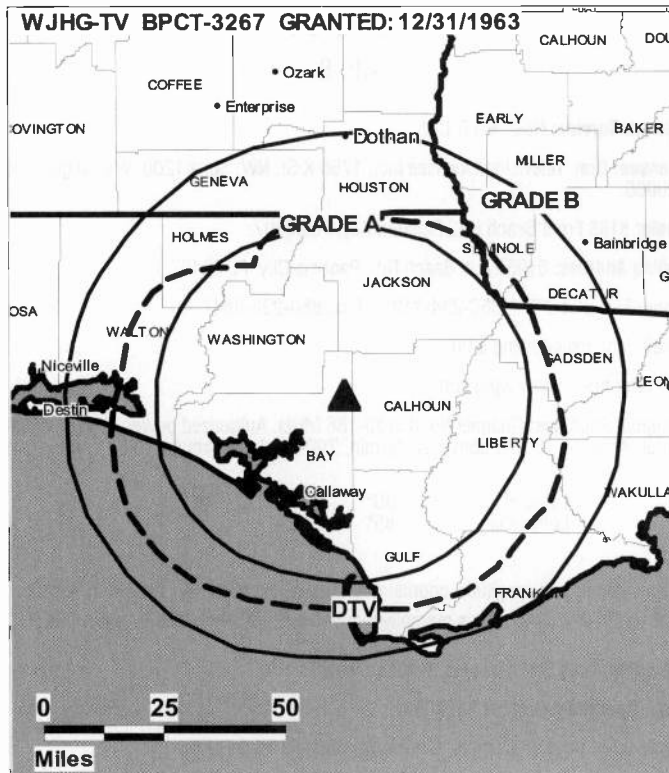 WJHG-TV BPCT-3267 GRANTED: 12/31/1963
CALHOUN
DOU
COFFEE
Ozark
Enterprise
EARLY
OVINGTON
BAKER
Dothan
MILLER
GENEVA
HOUSTON
GRADE B
GRADE A
HOLMES
SEMINOLE
Bainbridge
JACKSON
DECATUR
OSA
WALTON
WASHINGTON
GADSDEN
Niceville
LEON
Destin
CALHOUN
LIBERTY
BAY
Callaway
WAKULLA
GULF
FRANKLIN
DTV
0 25 50
Miles